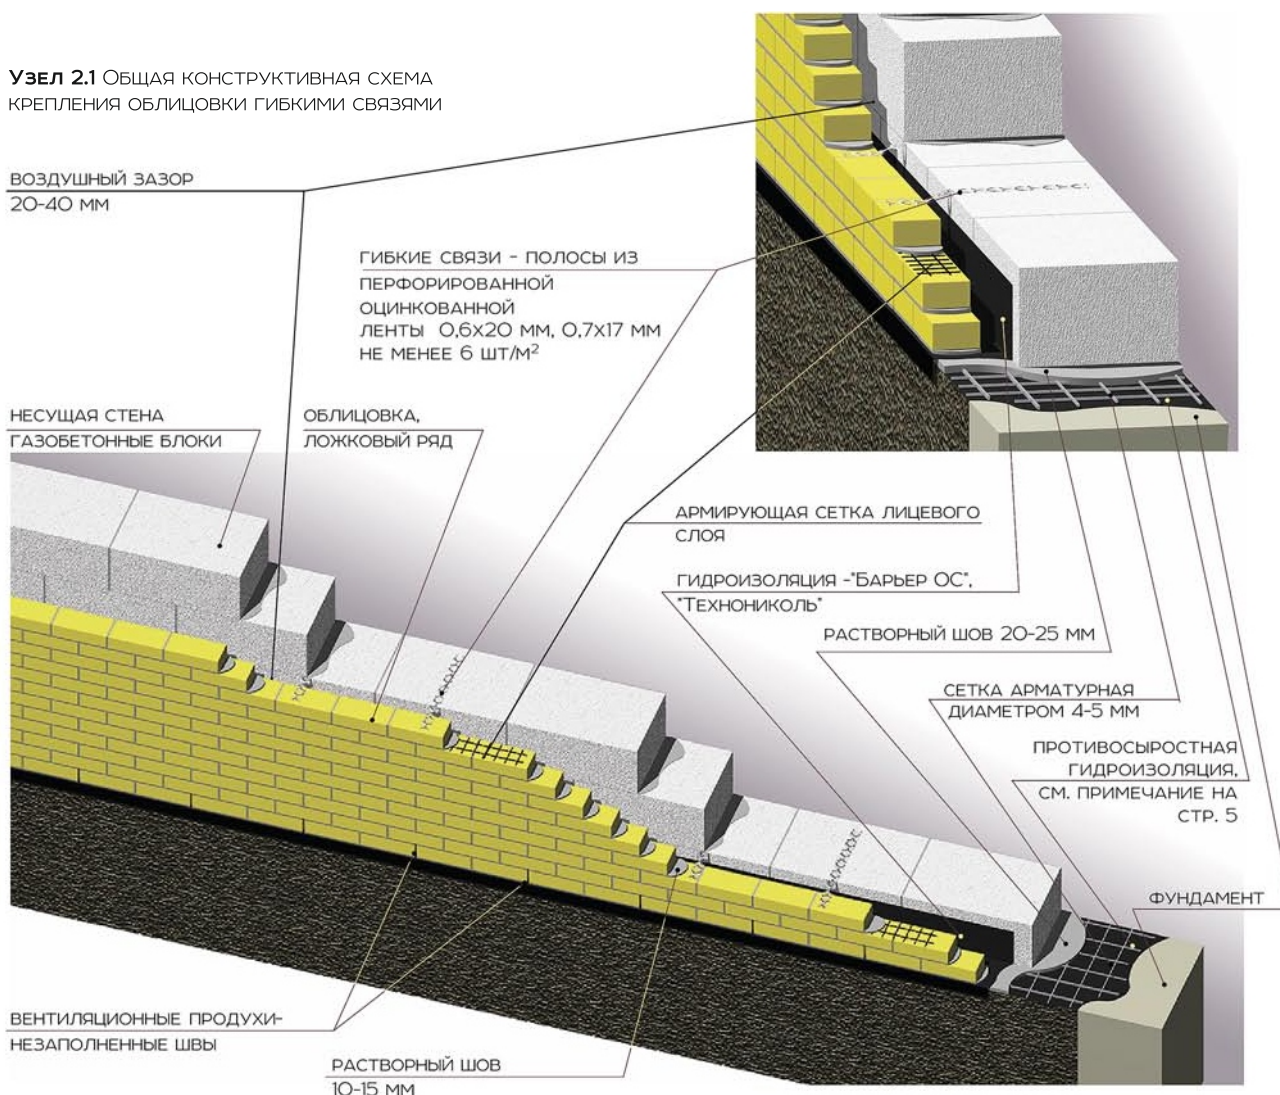 Узел 2.1 Общая конструктивная схема
крепления облицовки гибкими связями
Воздушный зазор
20-40 мм
Гибкие связи - полосы из
перфорированной
оцинкованной
ленты 0,6х20 мм, 0,7х17 мм
не менее 6 шт/м²
Несущая стена
газобетонные блоки
Облицовка,
ложковый ряд
Армирующая сетка лицевого
слоя
Гидроизоляция -"Барьер ОС",
"Технониколь"
Растворный шов 20-25 мм
Сетка арматурная
диаметром 4-5 мм
Противосыростная
гидроизоляция,
см. примечание на
стр. 5
Фундамент
Вентиляционные продухи-
незаполненные швы
Растворный шов
10-15 мм